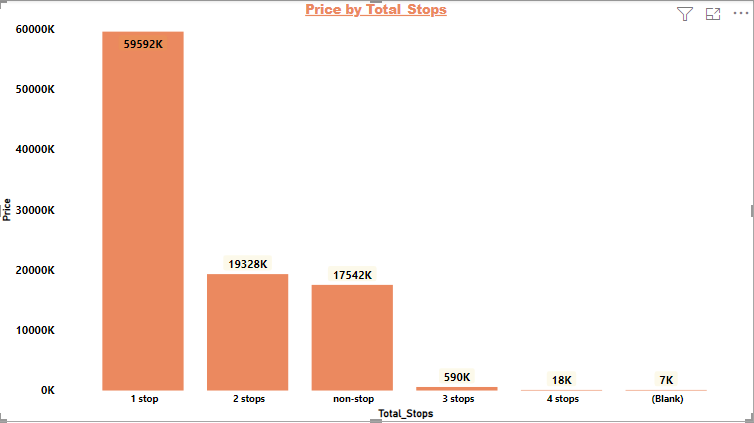 Price by Total_Stops
60000K
50000K
40000K
30000K
20000K
10000K
0K
Price
59592K
19328K
17542K
590K
18K
7K
1 stop
2 stops
non-stop
3 stops
4 stops
(Blank)
Total_Stops